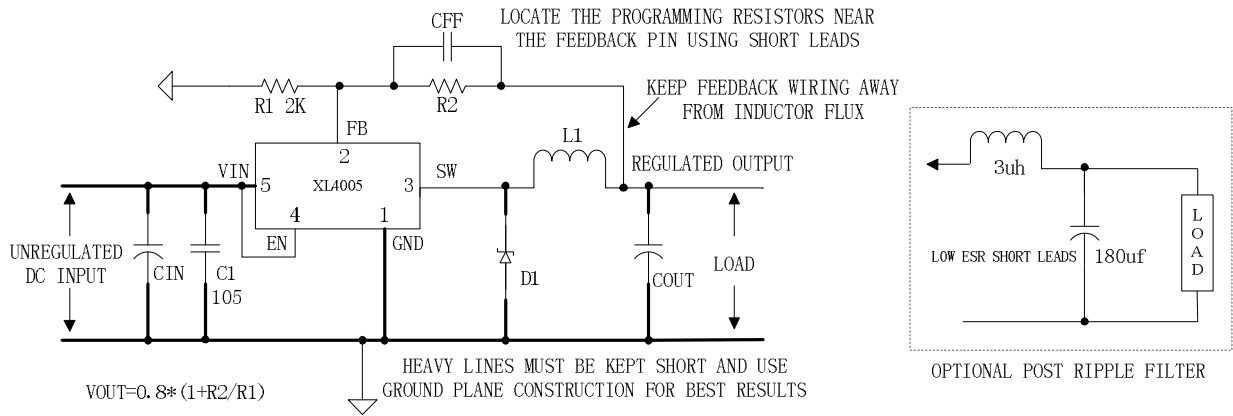 CFF
LOCATE THE PROGRAMMING RESISTORS NEAR
THE FEEDBACK PIN USING SHORT LEADS
R1 2K
R2
KEEP FEEDBACK WIRING AWAY
FROM INDUCTOR FLUX
FB
2
L1
VIN
5
XL4005
3
SW
REGULATED OUTPUT
4
1
EN
GND
UNREGULATED
DC INPUT
CIN
C1
105
D1
COUT
LOAD
HEAVY LINES MUST BE KEPT SHORT AND USE
GROUND PLANE CONSTRUCTION FOR BEST RESULTS
VOUT=0.8*(1+R2/R1)
3uh
LOW ESR SHORT LEADS
180uf
LOAD
OPTIONAL POST RIPPLE FILTER